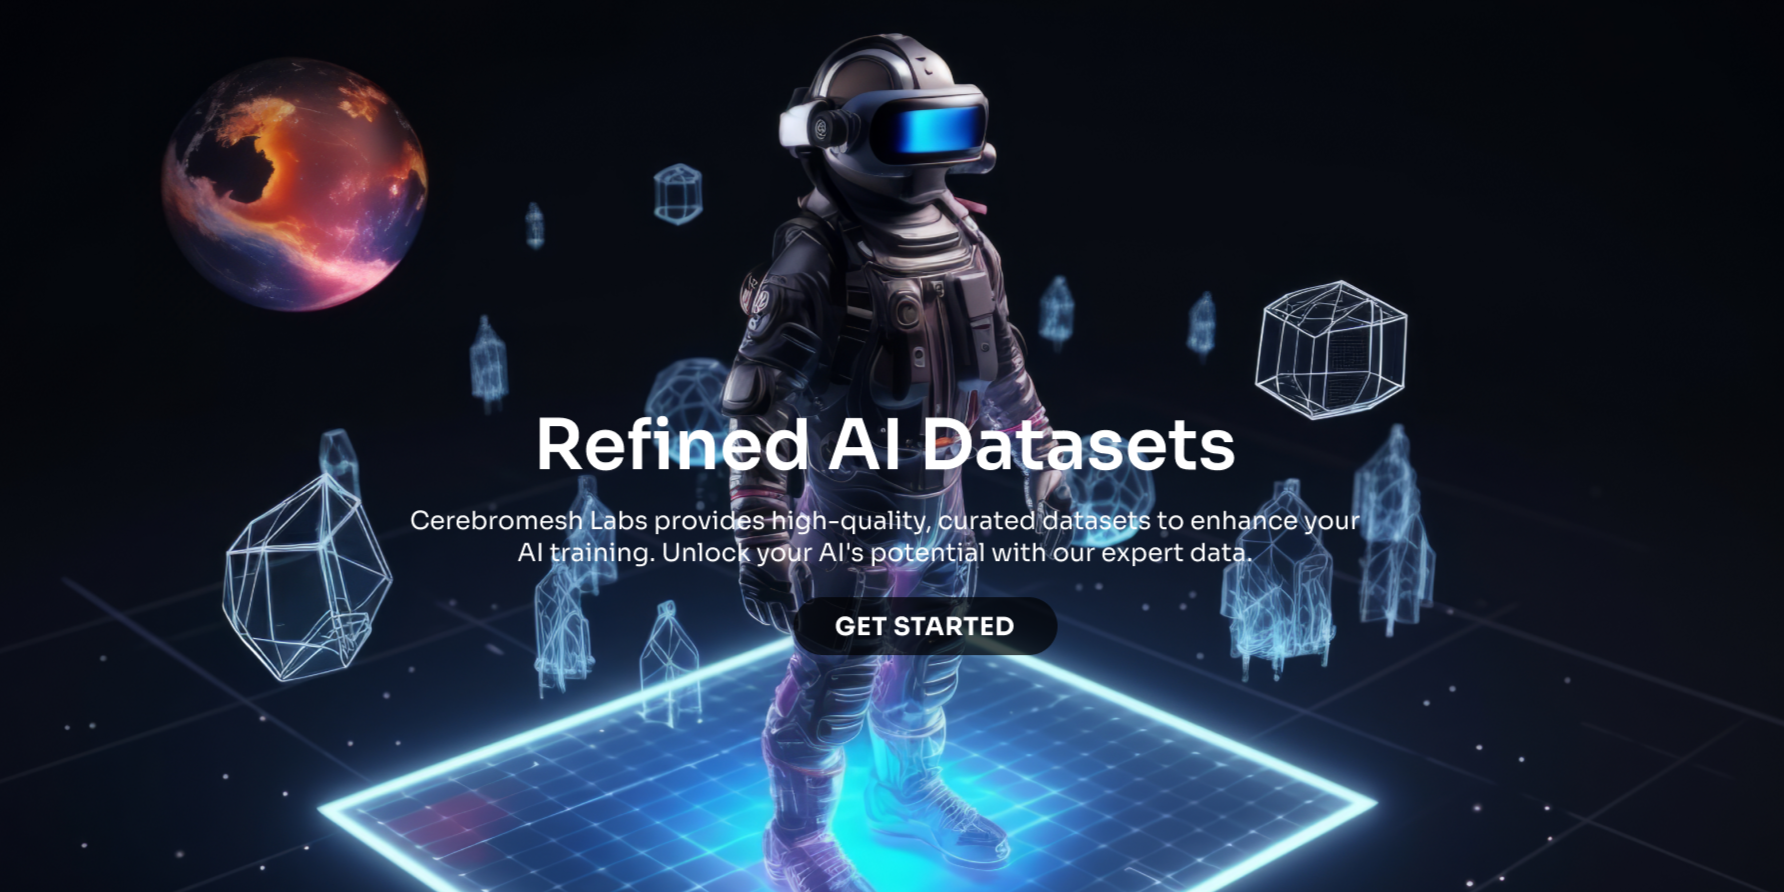 Refined AI Datasets
Cerebromesh Labs provides high-quality, curated datasets to enhance your
AI training. Unlock your AI's potential with our expert data.
GET STARTED